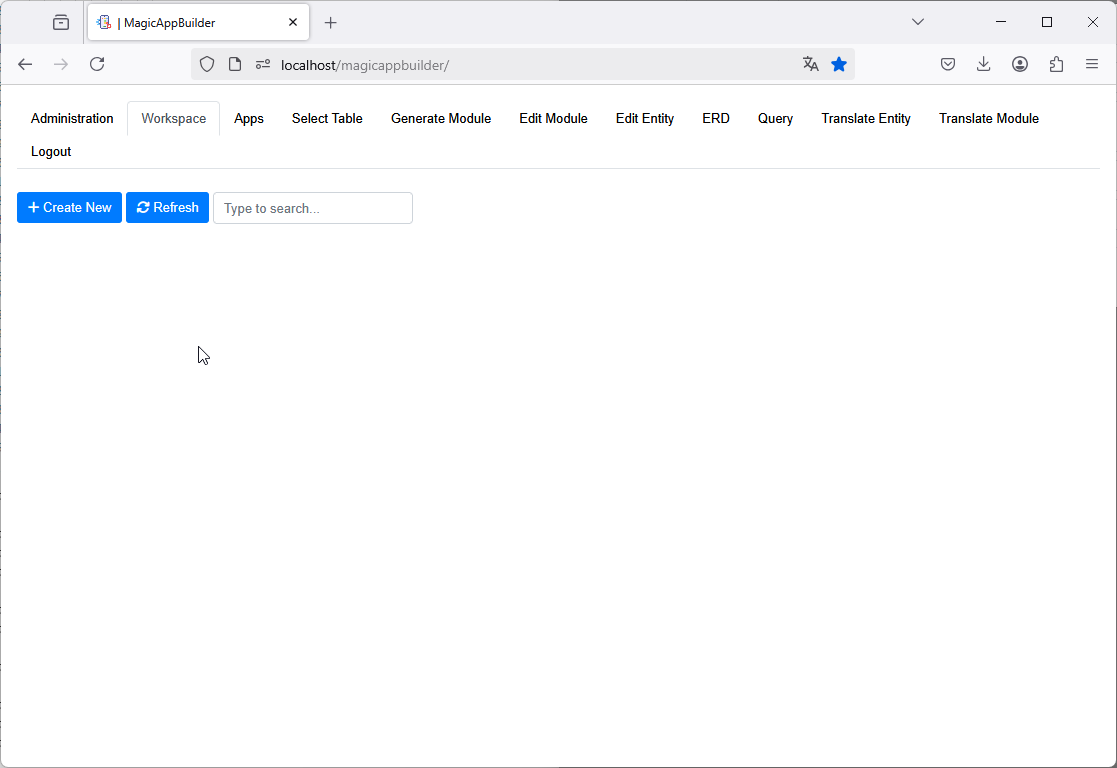 | MagicAppBuilder
localhost/magicappbuilder/
Administration Workspace Apps Select Table Generate Module Edit Module Edit Entity ERD Query Translate Entity Translate Module
Logout
Create New Refresh Type to search...